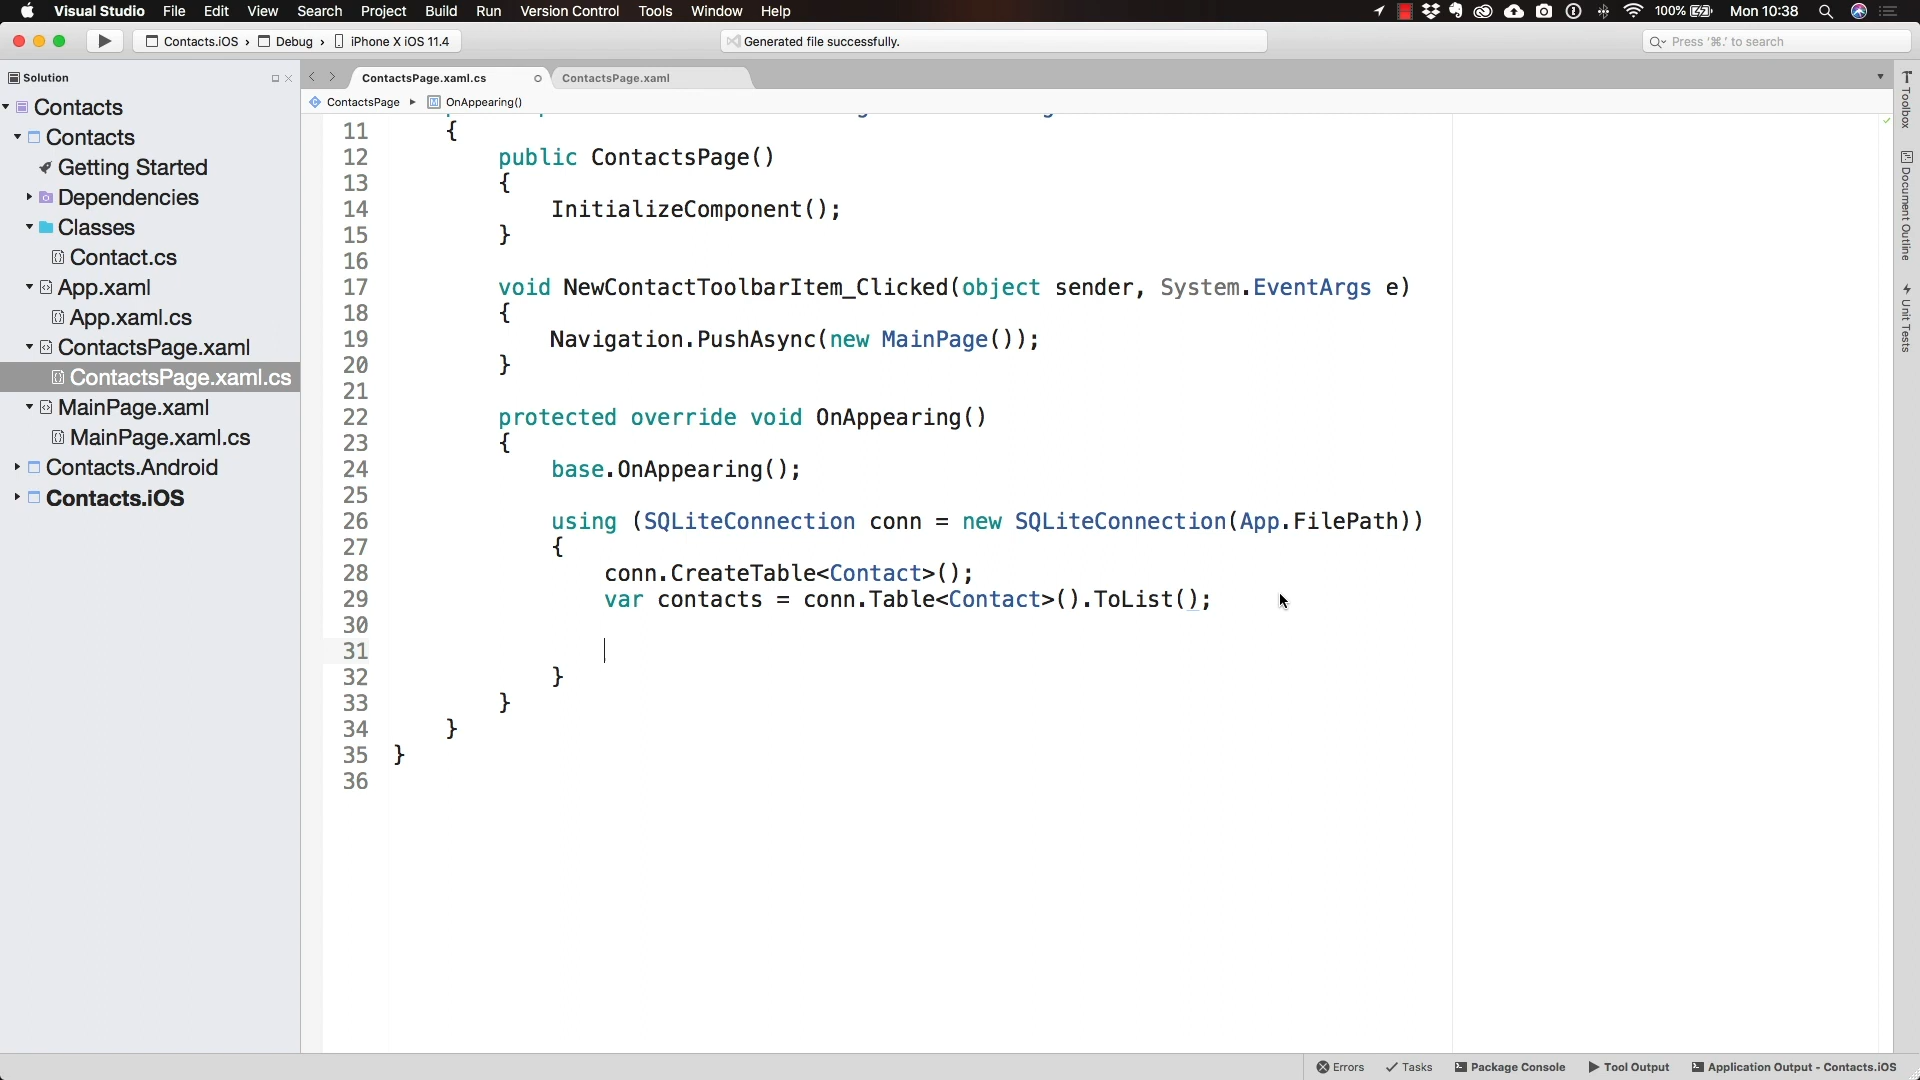 Visual Studio File Edit View Search Project Build Run Version Control Tools Window Help 100% Mon 10:38
Contacts.iOS › Debug › iPhone X iOS 11.4
Generated file successfully.
Press '⌘.' to search
Solution
Contacts
Contacts
Getting Started
Dependencies
Classes
Contact.cs
App.xaml
App.xaml.cs
ContactsPage.xaml
ContactsPage.xaml.cs
MainPage.xaml
MainPage.xaml.cs
Contacts.Android
Contacts.iOS
ContactsPage.xaml.cs
ContactsPage.xaml
ContactsPage ▸ OnAppearing()
11 {
12 public ContactsPage()
13 {
14 InitializeComponent();
15 }
16
17 void NewContactToolbarItem_Clicked(object sender, System.EventArgs e)
18 {
19 Navigation.PushAsync(new MainPage());
20 }
21
22 protected override void OnAppearing()
23 {
24 base.OnAppearing();
25
26 using (SQLiteConnection conn = new SQLiteConnection(App.FilePath))
27 {
28 conn.CreateTable<Contact>();
29 var contacts = conn.Table<Contact>().ToList();
30
31
32 }
33 }
34 }
35 }
36
Toolbox
Document Outline
Unit Tests
Errors
Tasks
Package Console
Tool Output
Application Output - Contacts.iOS